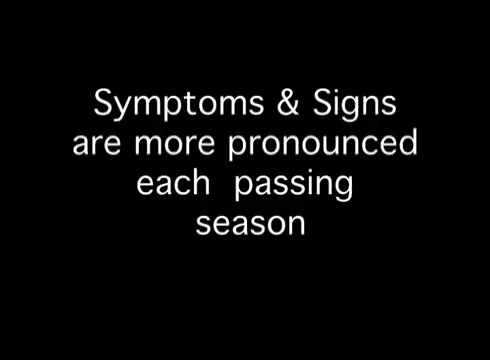 Symptoms & Signs
are more pronounced
each passing
season